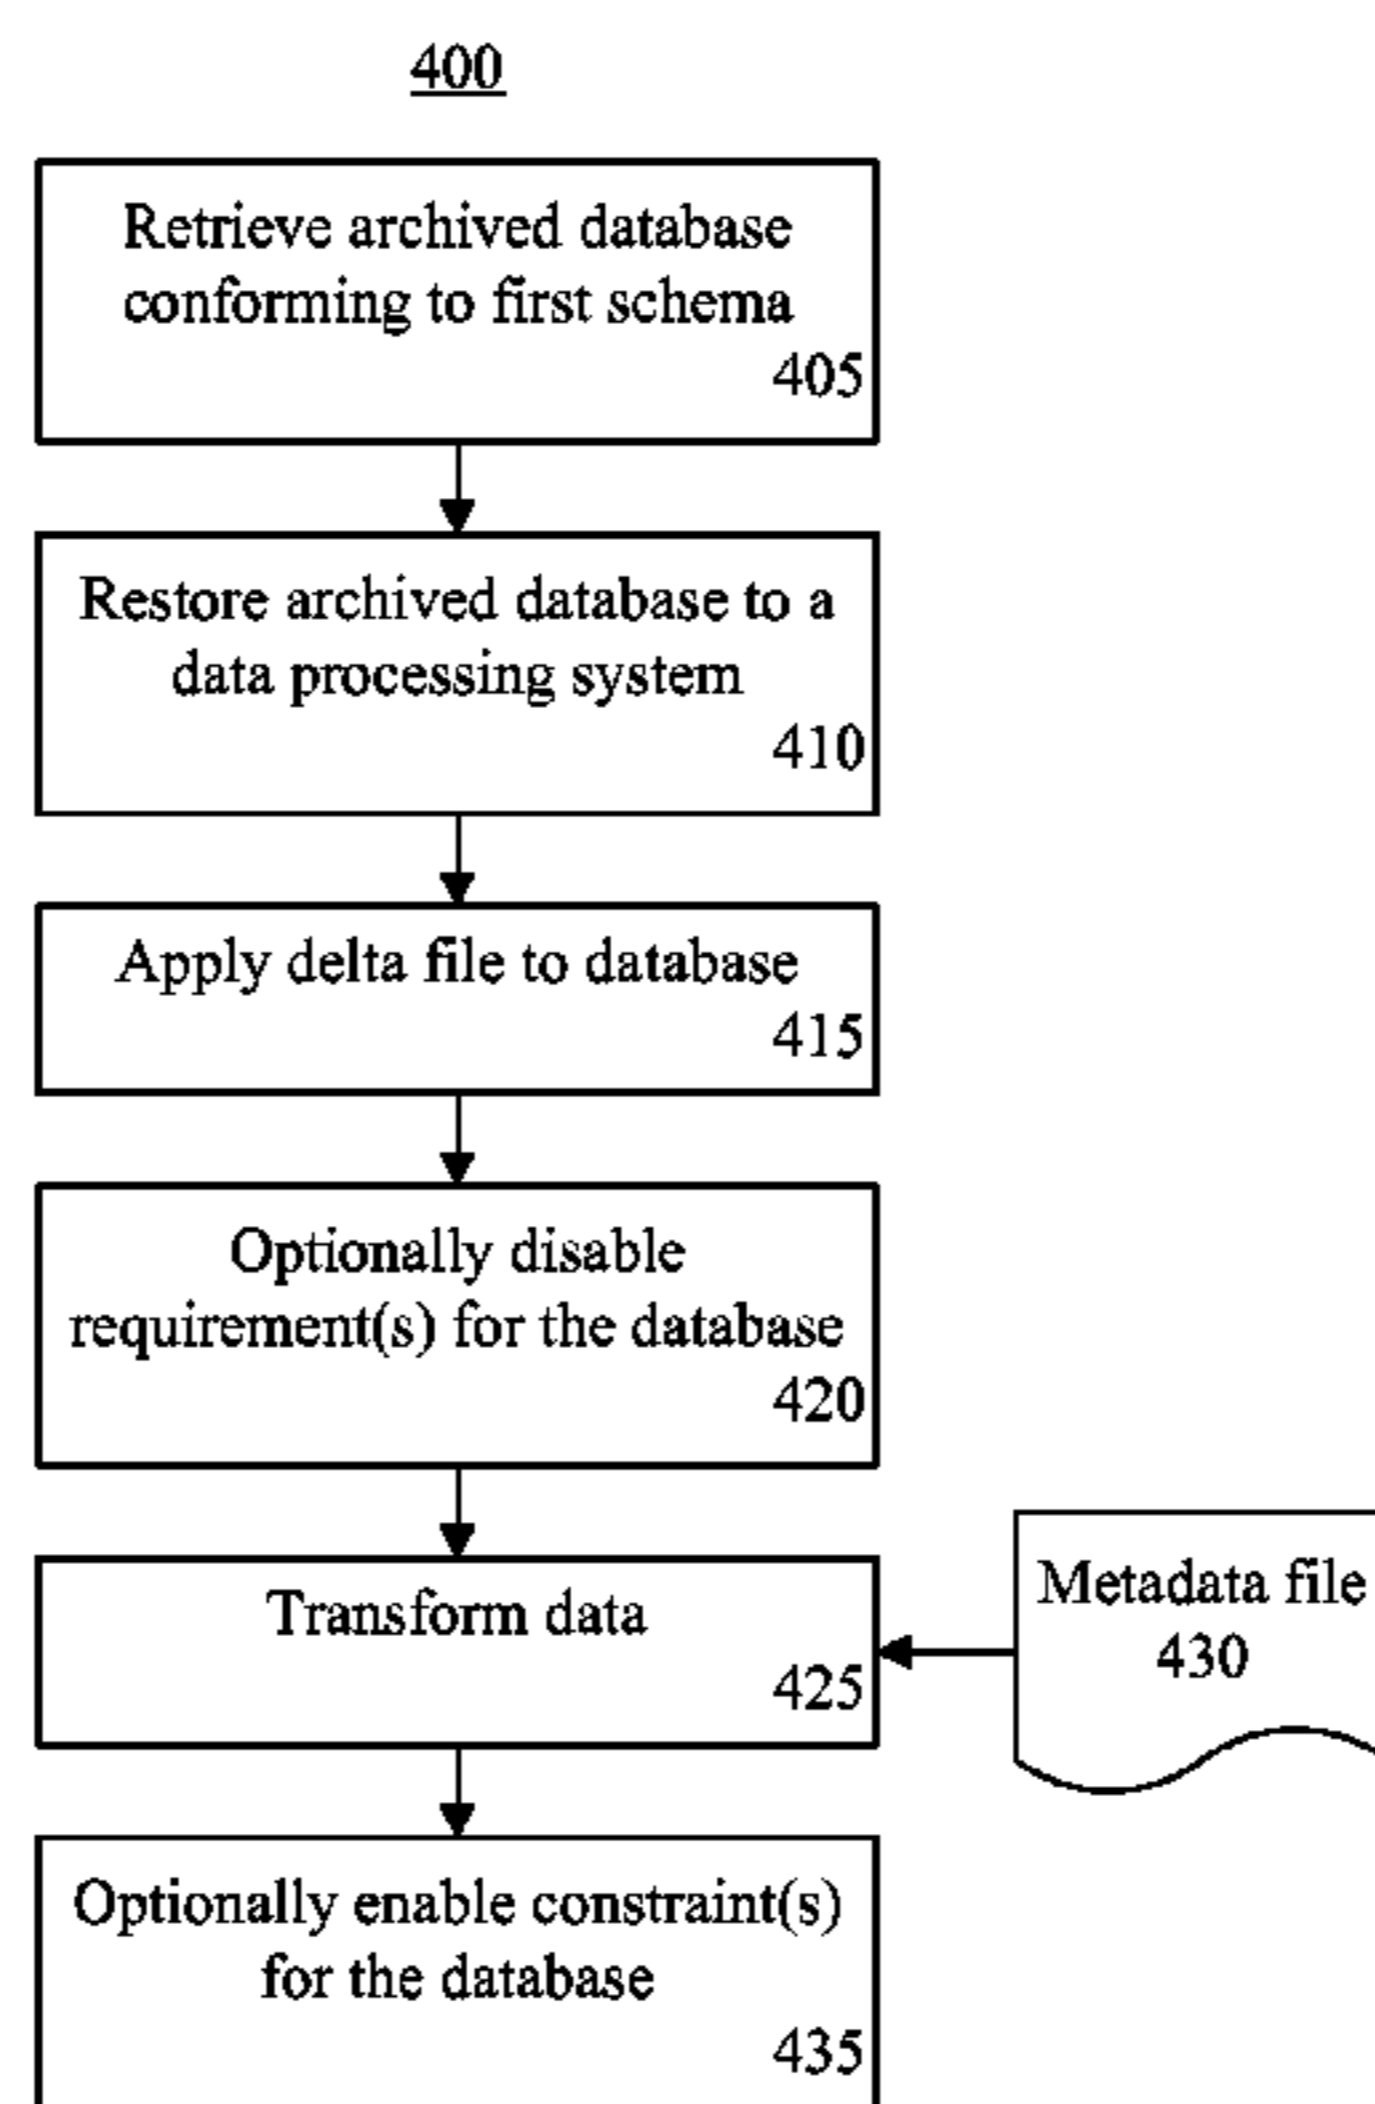 400
Retrieve archived database
conforming to first schema
405
Restore archived database to a
data processing system
410
Apply delta file to database
415
Optionally disable
requirement(s) for the database
420
Transform data
425
Metadata file
430
Optionally enable constraint(s)
for the database
435